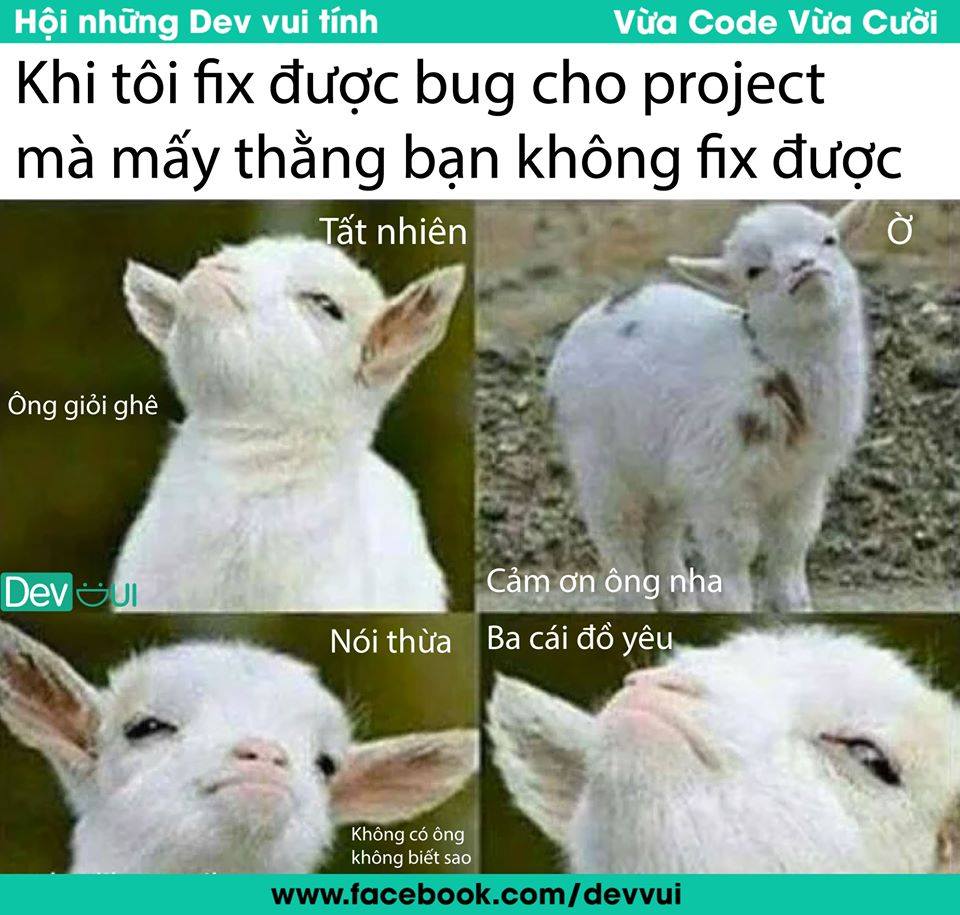 Hội những Dev vui tính
Vừa Code Vừa Cười
Khi tôi fix được bug cho project
mà mấy thằng bạn không fix được
Tất nhiên
Ông giỏi ghê
Dev UI
Ờ
Cảm ơn ông nha
Nói thừa
Không có ông
không biết sao
Ba cái đồ yêu
www.facebook.com/devvui